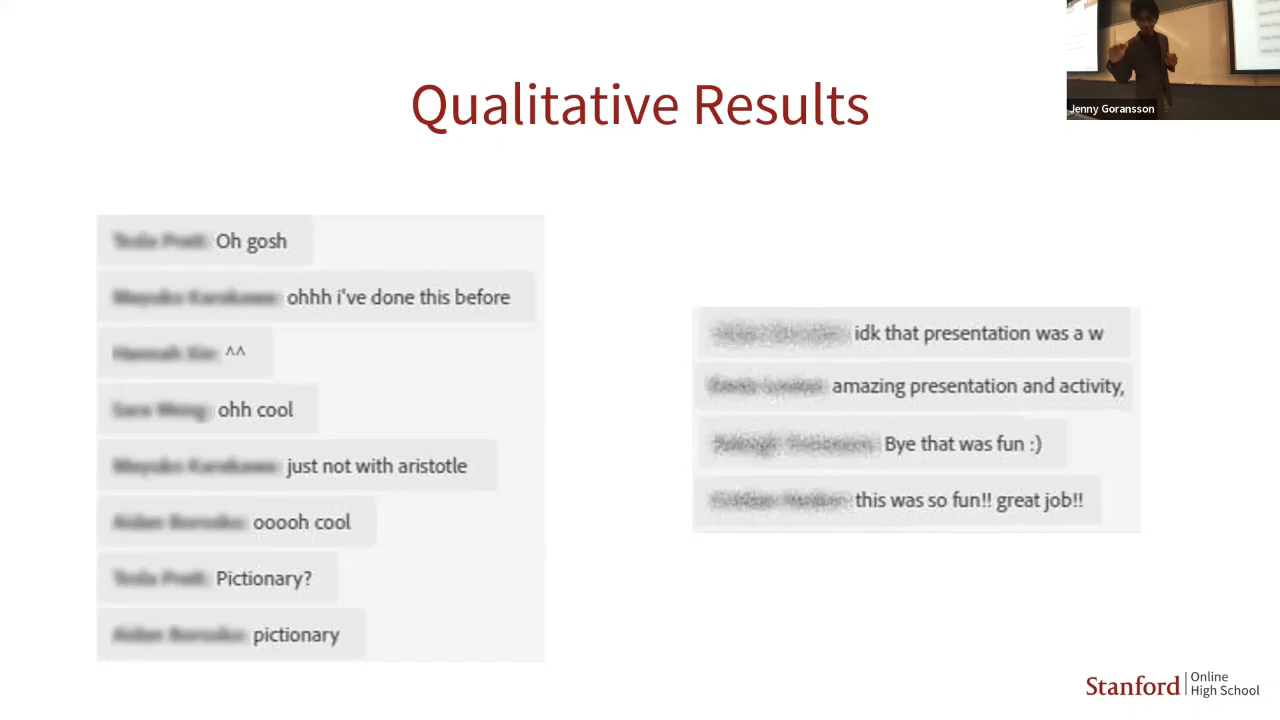 Qualitative Results
Jenny Goransson
Oh gosh
ohhh i've done this before
^^
ohh cool
just not with aristotle
ooooh cool
Pictionary?
pictionary
idk that presentation was a w
amazing presentation and activity,
Bye that was fun :)
this was so fun!! great job!!
Stanford
Online
High School